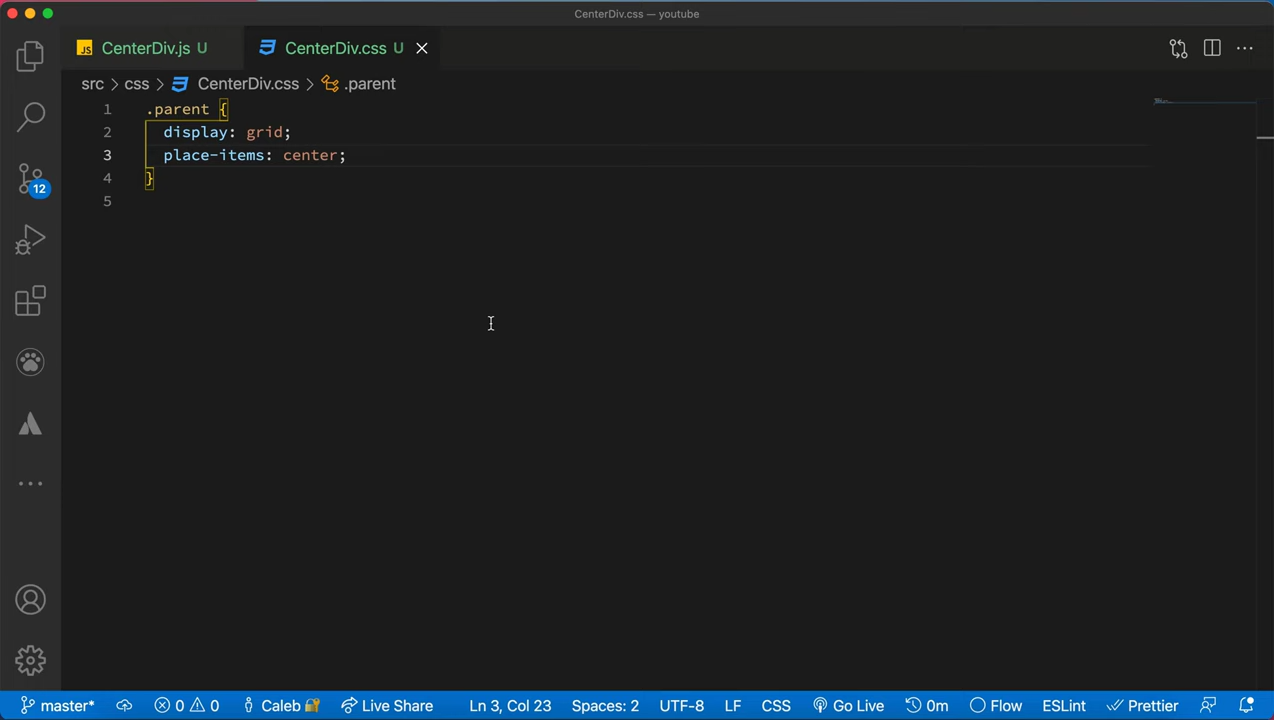 CenterDiv.css — youtube
JS CenterDiv.js U CenterDiv.css U
src > css > CenterDiv.css > .parent
1 .parent {
2 display: grid;
3 place-items: center;
4 }
5
12
master* 0 0 Caleb Live Share Ln 3, Col 23 Spaces: 2 UTF-8 LF CSS Go Live 0m Flow ESLint Prettier